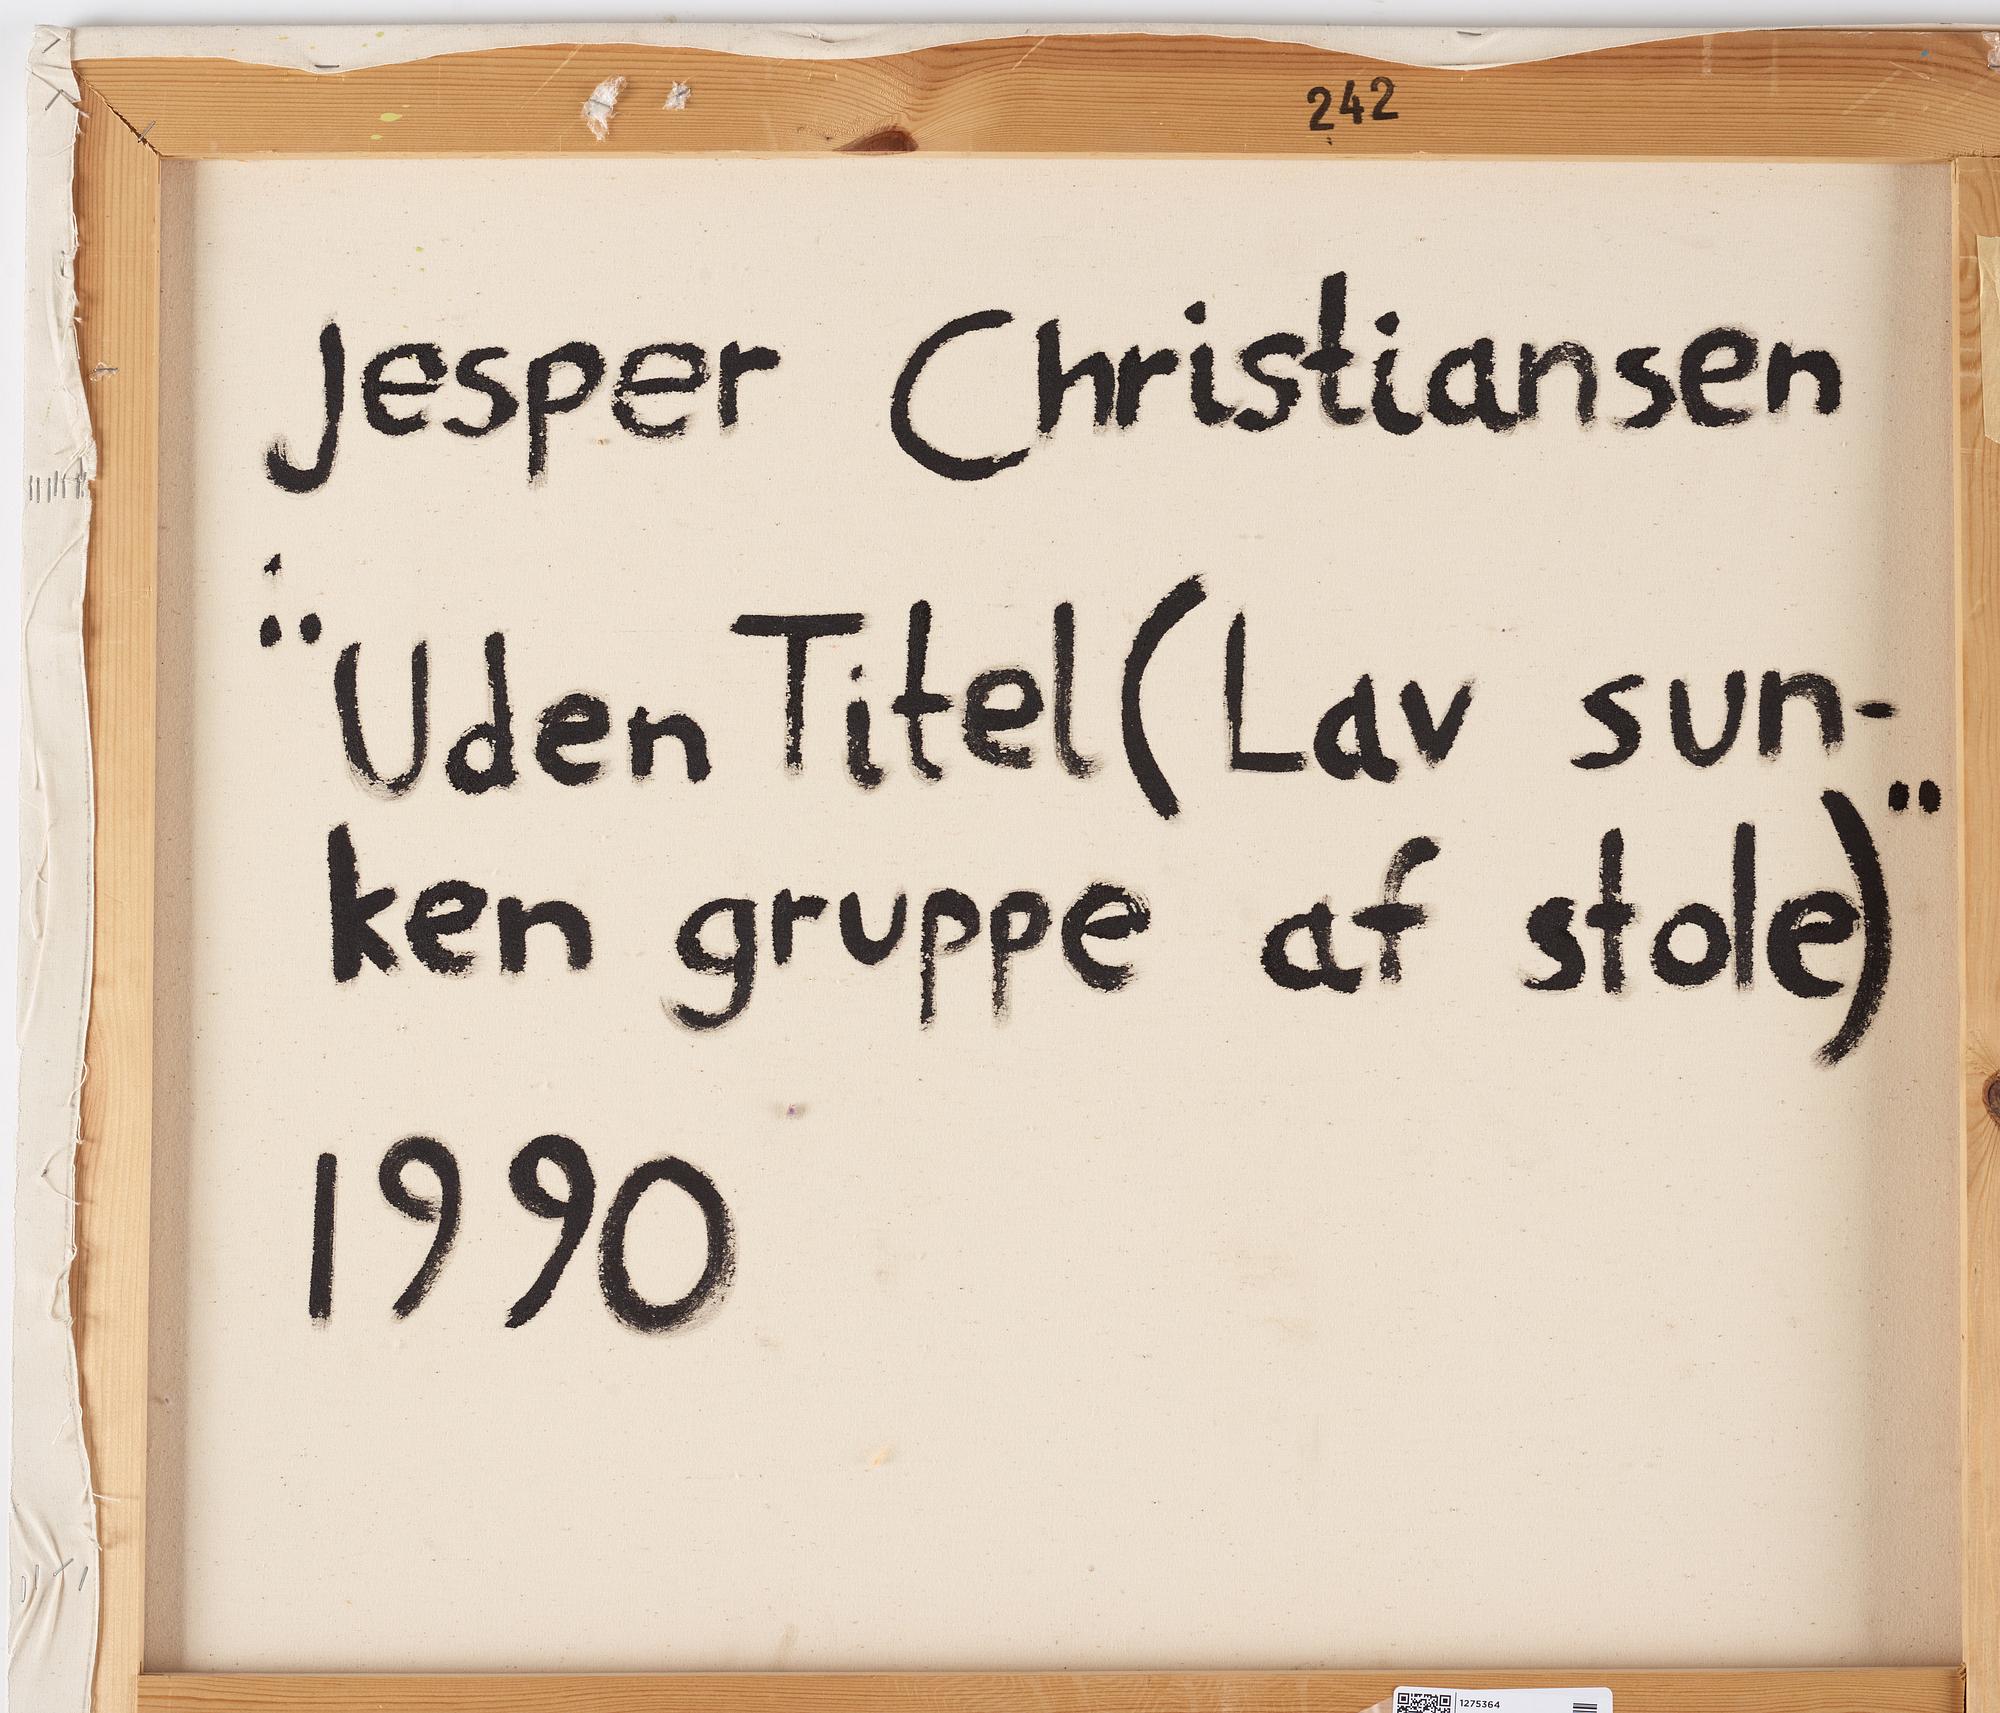 242
Jesper Christiansen
"Uden Titel (Lav sun-
ken gruppe af stole)"
1990
1275364